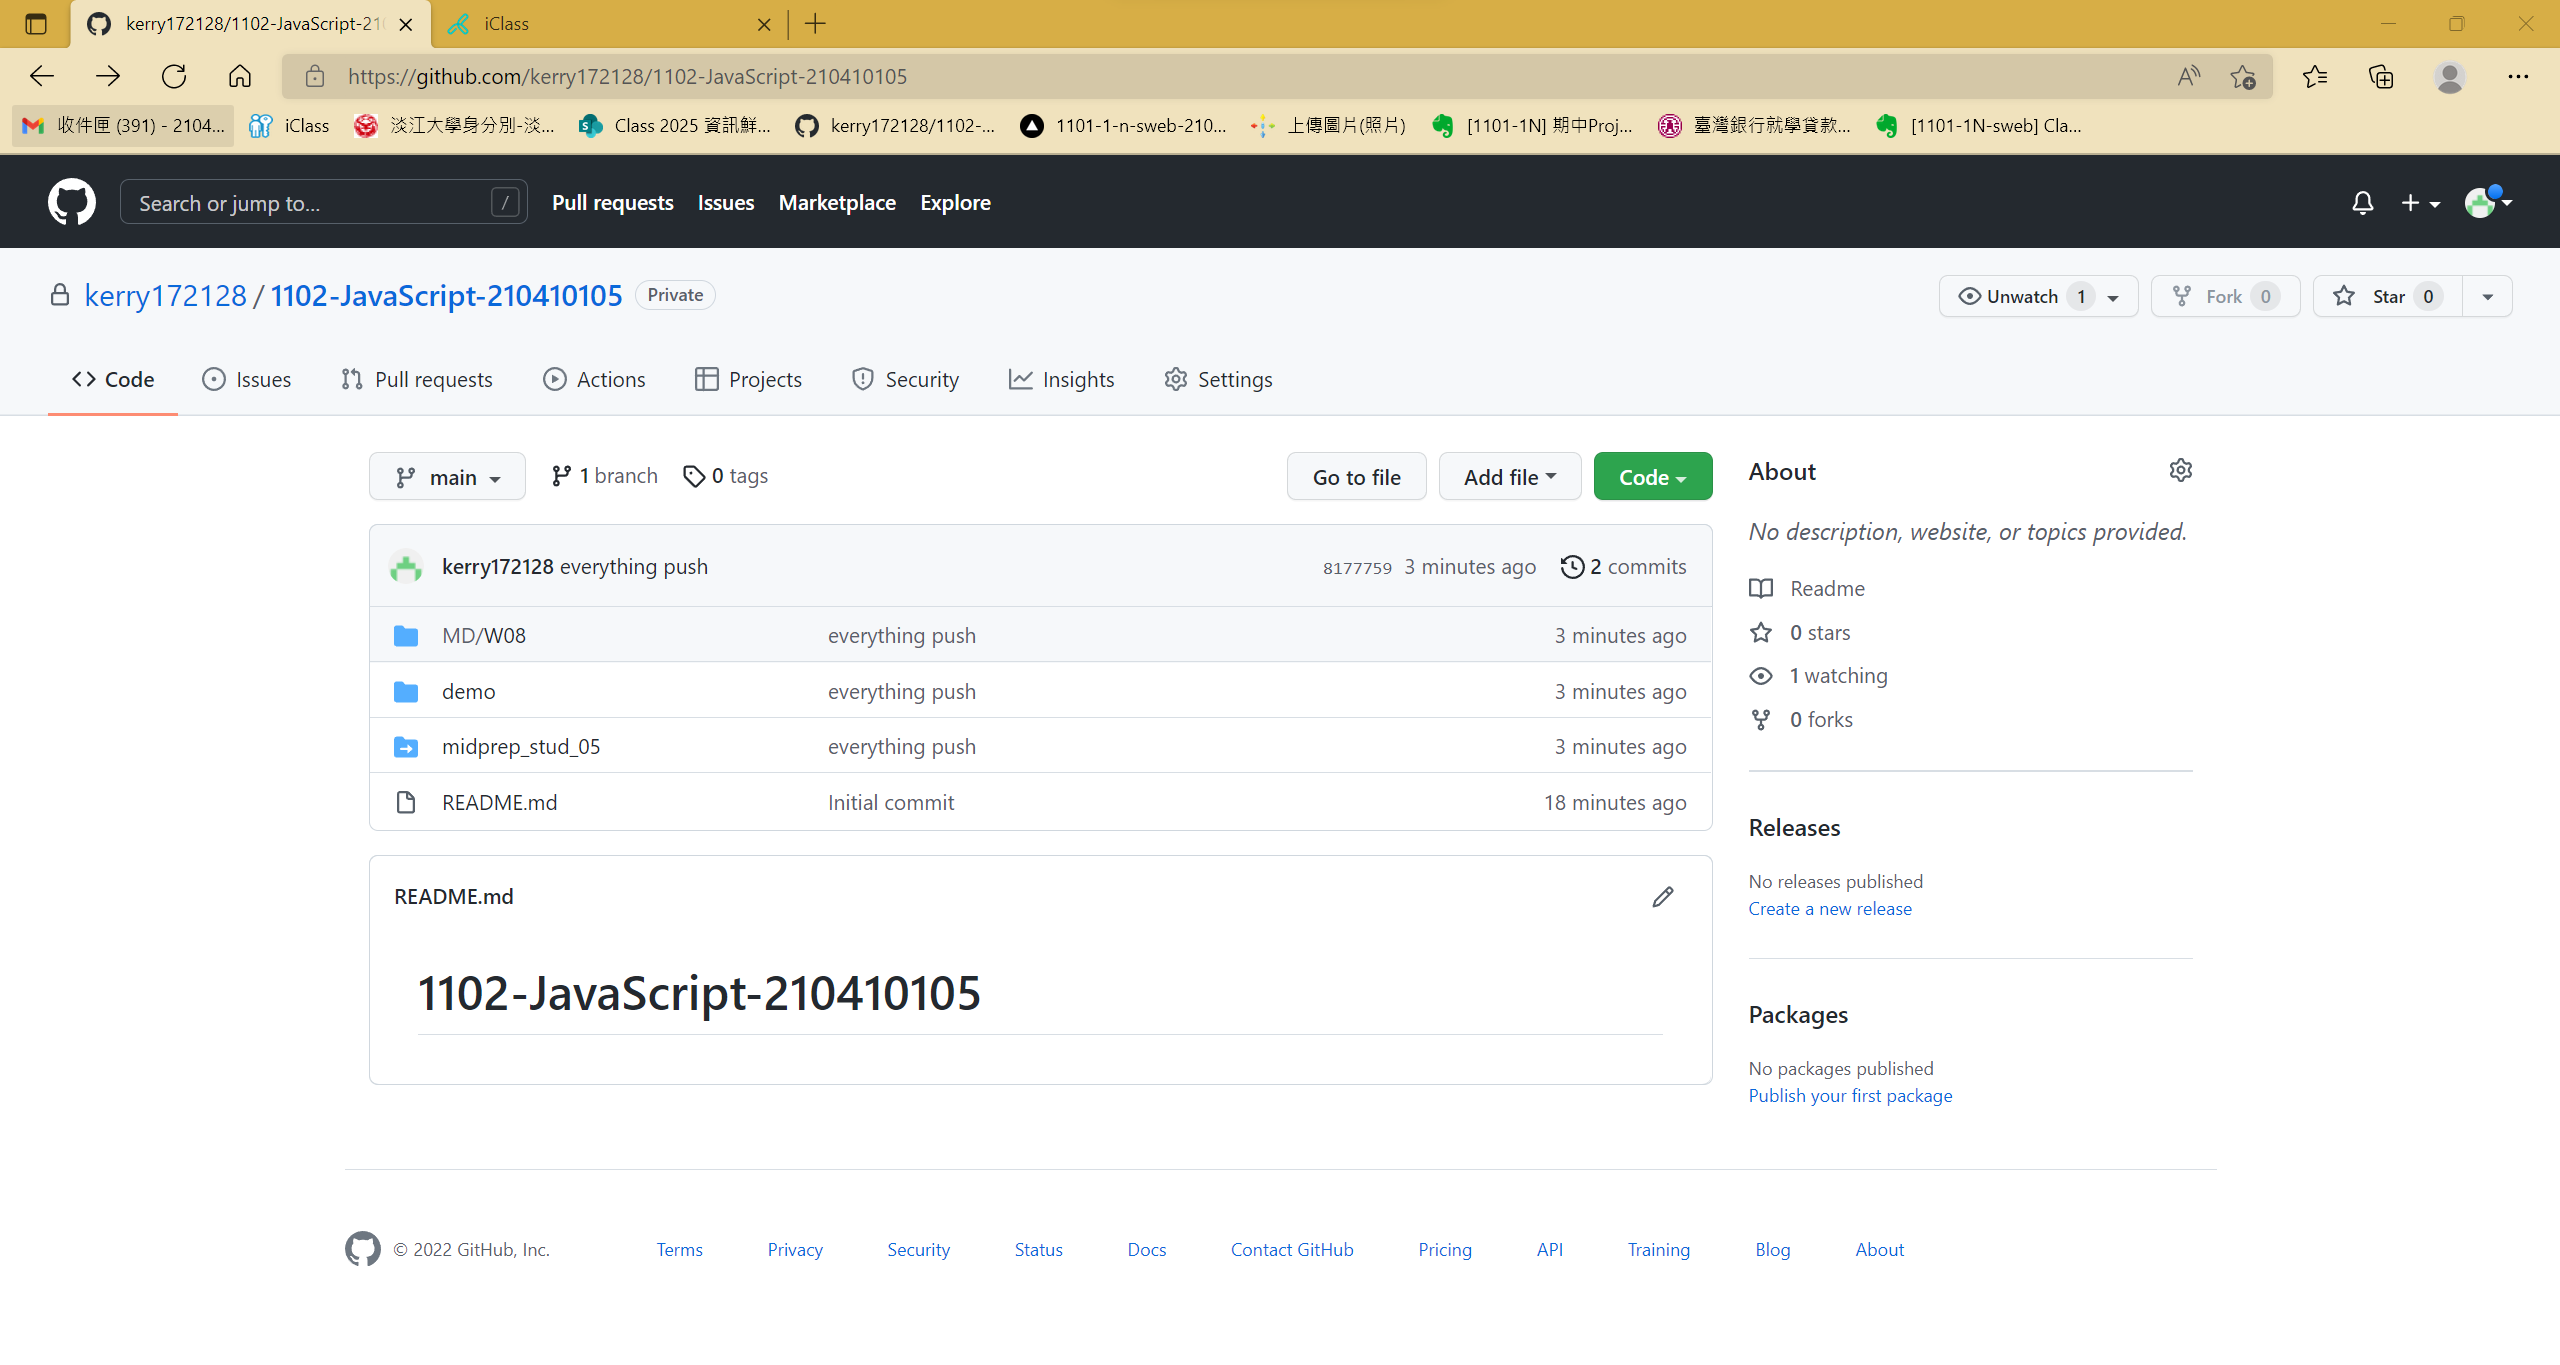 kerry172128/1102-JavaScript-210
iClass
https://github.com/kerry172128/1102-JavaScript-210410105
收件匣 (391) - 2104...
iClass
淡江大學身分別-淡...
Class 2025 資訊鮮...
kerry172128/1102-...
1101-1-n-sweb-210...
上傳圖片(照片)
[1101-1N] 期中Proj...
臺灣銀行就學貸款...
[1101-1N-sweb] Cla...
Search or jump to... /
Pull requests Issues Marketplace Explore
kerry172128 / 1102-JavaScript-210410105 Private
Unwatch 1 Fork 0 Star 0
Code Issues Pull requests Actions Projects Security Insights Settings
main 1 branch 0 tags Go to file Add file Code
kerry172128 everything push 8177759 3 minutes ago 2 commits
MD/W08 everything push 3 minutes ago
demo everything push 3 minutes ago
midprep_stud_05 everything push 3 minutes ago
README.md Initial commit 18 minutes ago
README.md
1102-JavaScript-210410105
About
No description, website, or topics provided.
Readme
0 stars
1 watching
0 forks
Releases
No releases published
Create a new release
Packages
No packages published
Publish your first package
© 2022 GitHub, Inc. Terms Privacy Security Status Docs Contact GitHub Pricing API Training Blog About